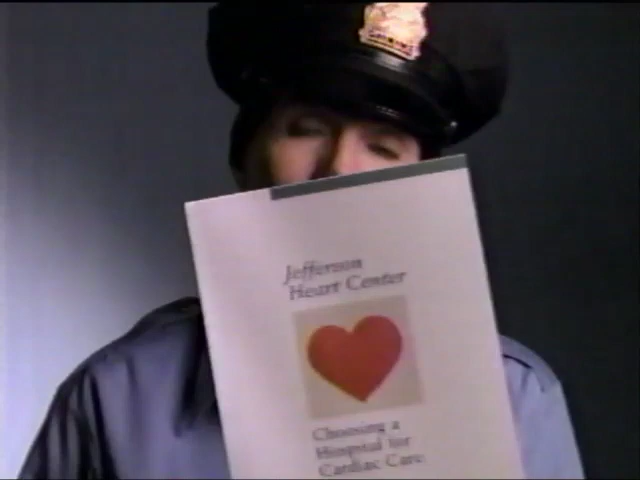 Jefferson
Heart Center
Choosing a
Hospital for
Cardiac Care